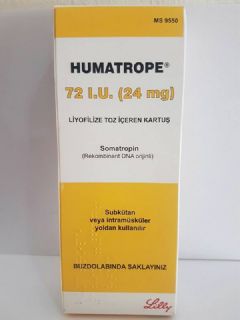 MS 9550
HUMATROPE®
72 I.U. (24 mg)
LİYOFİLİZE TOZ İÇEREN KARTUŞ
Somatropin
(Rekombinant DNA orijinli)
Subkütan
veya intramüsküler
yoldan kullanılır
BUZDOLABINDA SAKLAYINIZ
Lilly